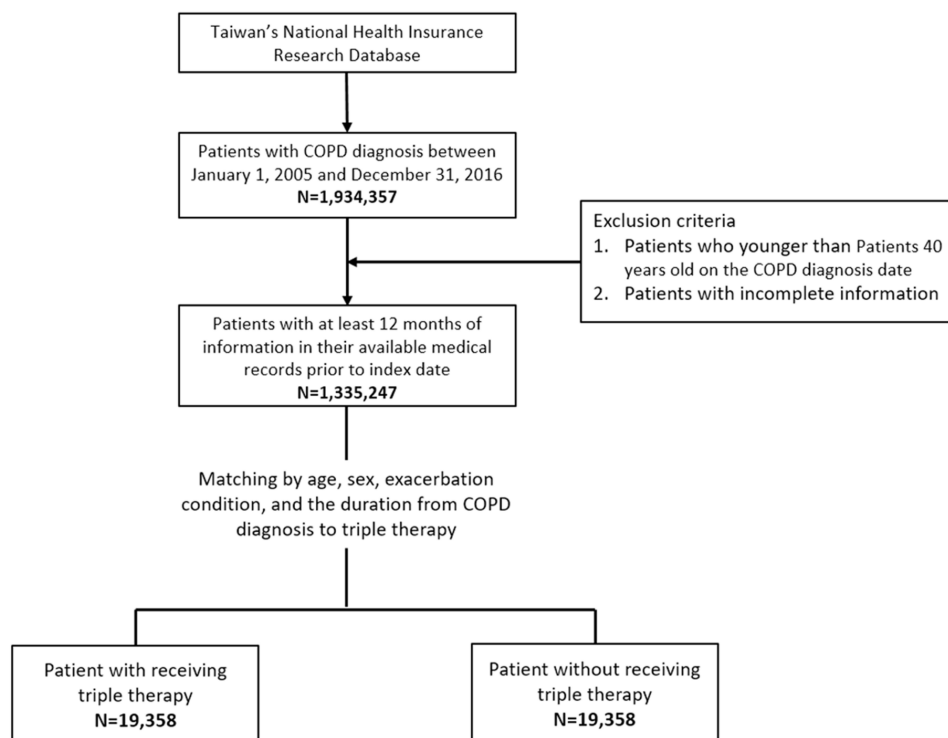 Taiwan's National Health Insurance
Research Database
Patients with COPD diagnosis between
January 1, 2005 and December 31, 2016
N=1,934,357
Exclusion criteria
1. Patients who younger than Patients 40
years old on the COPD diagnosis date
2. Patients with incomplete information
Patients with at least 12 months of
information in their available medical
records prior to index date
N=1,335,247
Matching by age, sex, exacerbation
condition, and the duration from COPD
diagnosis to triple therapy
Patient with receiving
triple therapy
N=19,358
Patient without receiving
triple therapy
N=19,358